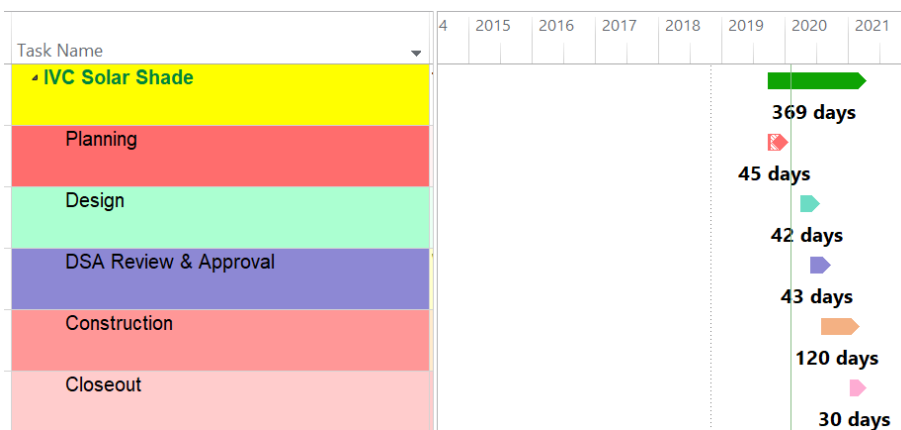 4 2015 2016 2017 2018 2019 2020 2021
Task Name
IVC Solar Shade
369 days
Planning
45 days
Design
42 days
DSA Review & Approval
43 days
Construction
120 days
Closeout
30 days